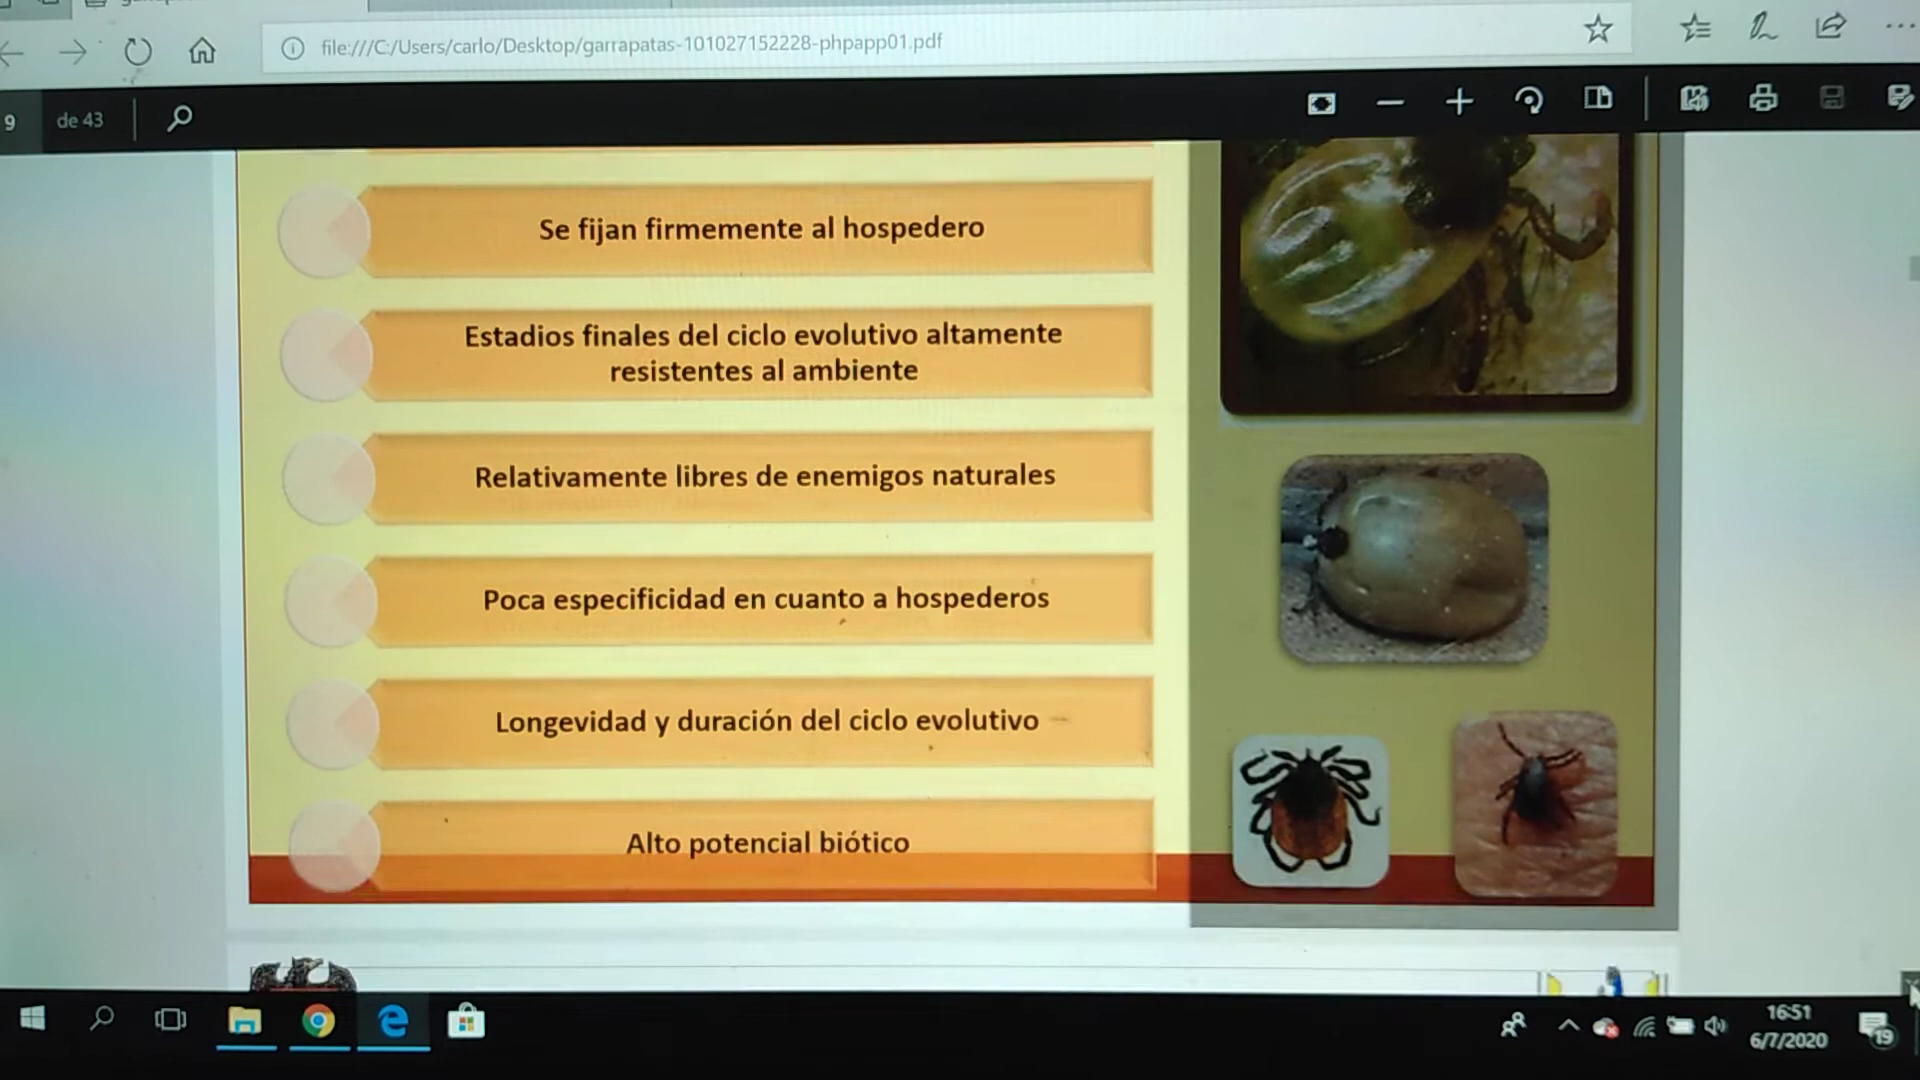 file:///C:/Users/carlo/Desktop/garrapatas-101027152228-phpapp01.pdf
9 de 43
Se fijan firmemente al hospedero
Estadios finales del ciclo evolutivo altamente
resistentes al ambiente
Relativamente libres de enemigos naturales
Poca especificidad en cuanto a hospederos
Longevidad y duración del ciclo evolutivo
Alto potencial biótico
16:51
6/7/2020
19